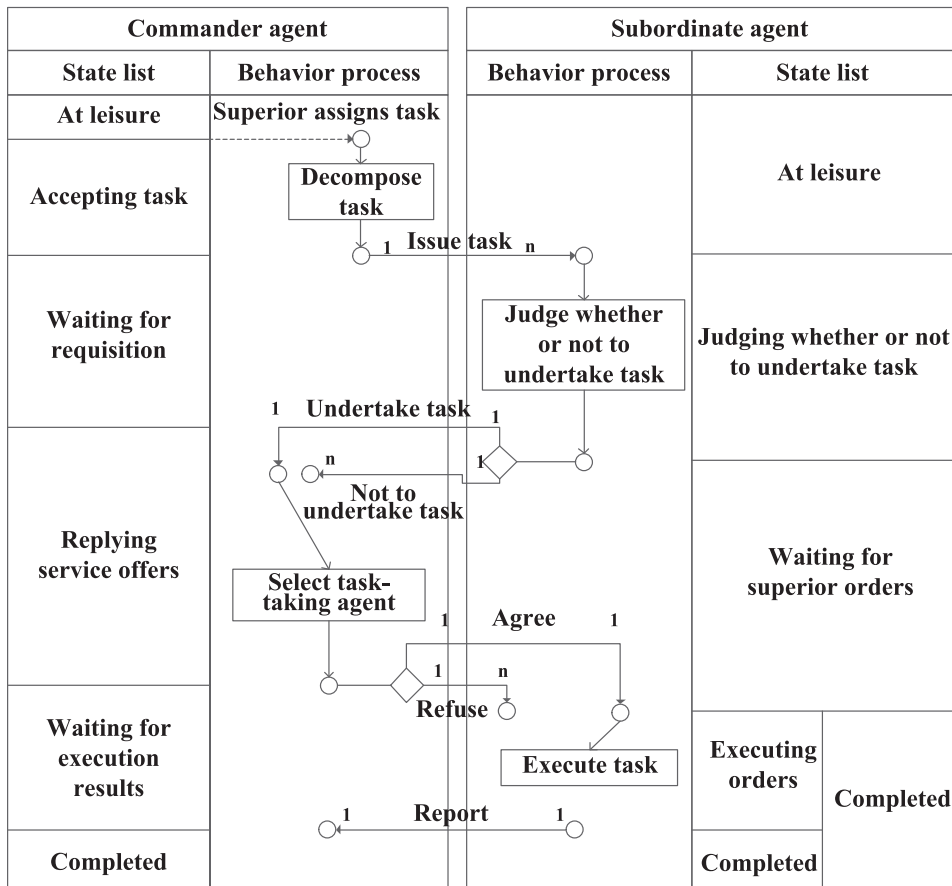 Commander agent
Subordinate agent
State list
Behavior process
Behavior process
State list
At leisure
Superior assigns task
Accepting task
Decompose
task
At leisure
1
Issue task
n
Waiting for
requisition
Judge whether
or not to
undertake task
Judging whether or not
to undertake task
1
Undertake task
1
1
n
Not to
undertake task
Replying
service offers
Waiting for
superior orders
Select task-
taking agent
1
Agree
1
1
n
Refuse
Waiting for
execution
results
Execute task
Executing
orders
Completed
1
Report
1
Completed
Completed